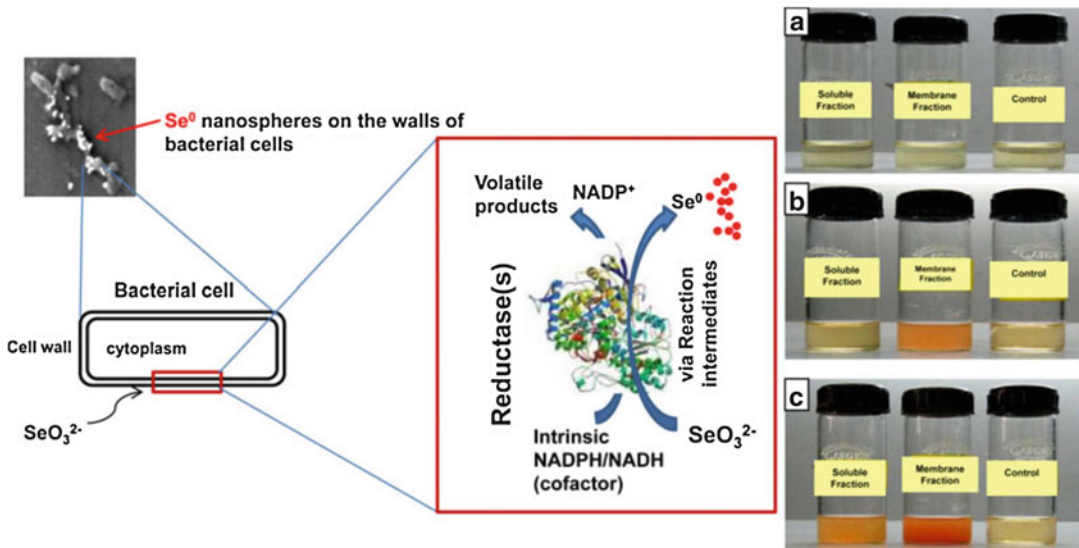 Se⁰ nanospheres on the walls of
bacterial cells
Bacterial cell
Cell wall
cytoplasm
SeO₃²⁻
Volatile
products
NADP⁺
Se⁰
Reductase(s)
via Reaction
intermediates
Intrinsic
NADPH/NADH
(cofactor)
SeO₃²⁻
a
Soluble
Fraction
Membrane
Fraction
Control
b
Soluble
Fraction
Membrane
Fraction
Control
c
Soluble
Fraction
Membrane
Fraction
Control